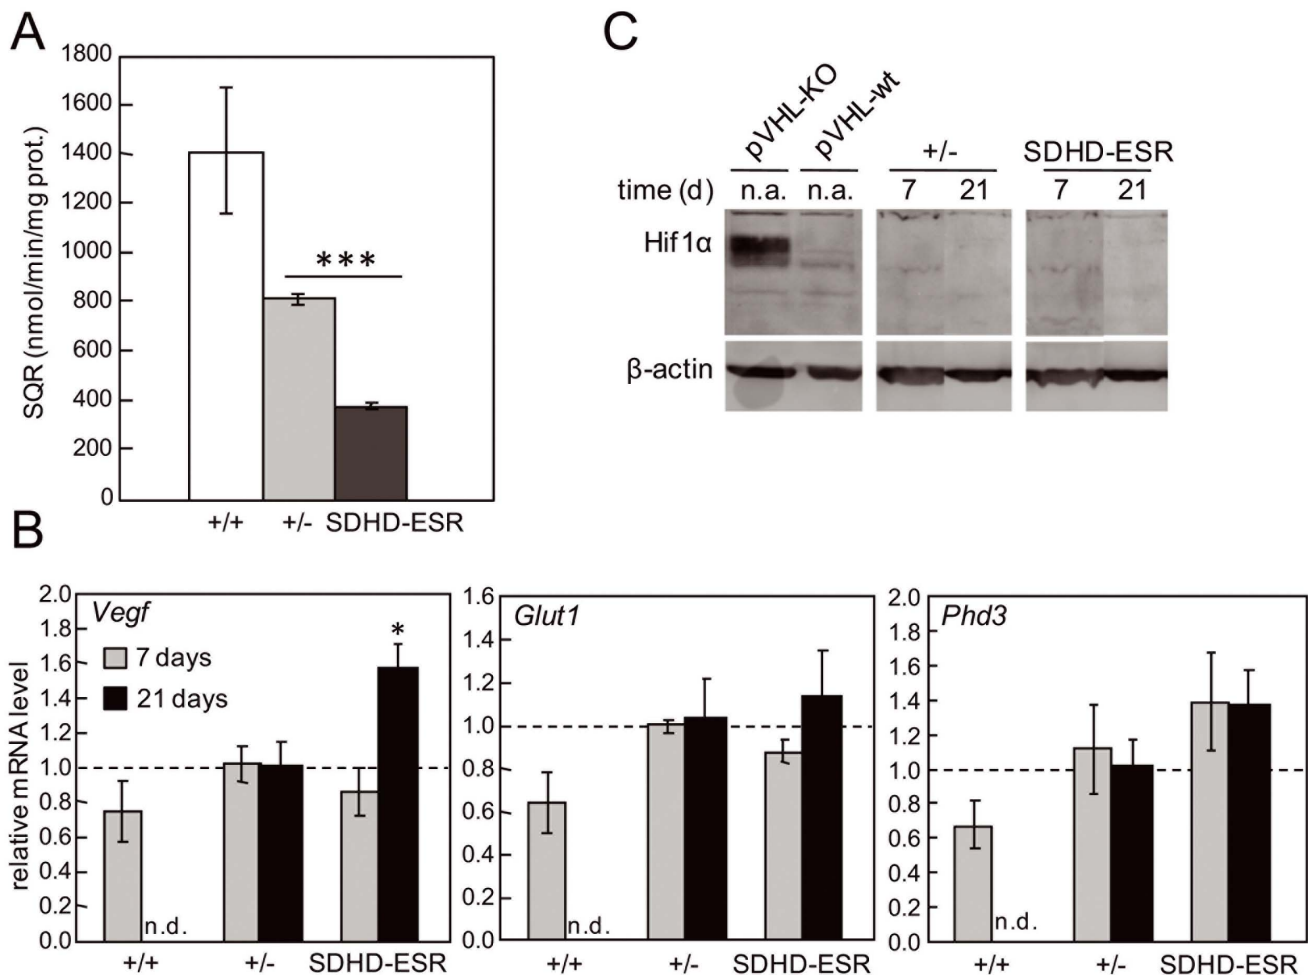 A
1800
1600
1400
1200
1000
800
600
400
200
0
SQR (nmol/min/mg prot.)
***
+/+ +/- SDHD-ESR
C
pVHL-KO pVHL-wt +/- SDHD-ESR
time (d) n.a. n.a. 7 21 7 21
Hif1α
β-actin
B
relative mRNA level
2.0
1.8
1.6
1.4
1.2
1.0
0.8
0.6
0.4
0.2
0.0
Vegf
7 days
21 days
*
n.d.
+/+ +/- SDHD-ESR
1.6
1.4
1.2
1.0
0.8
0.6
0.4
0.2
0.0
Glut1
n.d.
+/+ +/- SDHD-ESR
2.0
1.8
1.6
1.4
1.2
1.0
0.8
0.6
0.4
0.2
0.0
Phd3
n.d.
+/+ +/- SDHD-ESR